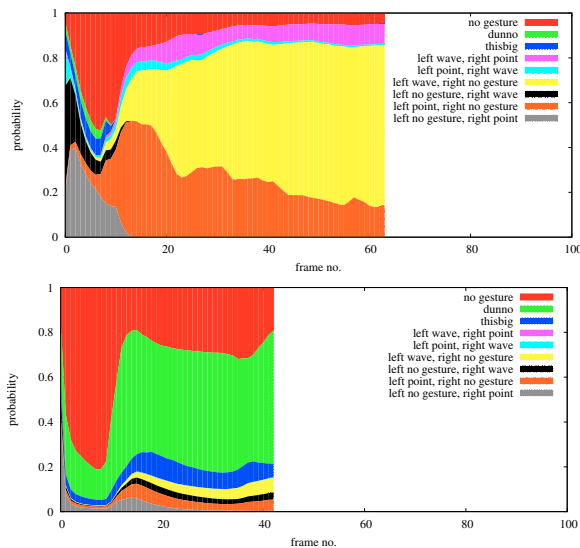 1
no gesture
dunno
thisbig
0.8
left wave, right point
left point, right wave
left wave, right no gesture
0.6
left no gesture, right wave
left point, right no gesture
left no gesture, right point
probability
0.4
0.2
0
0 20 40 60 80 100
frame no.
1
no gesture
dunno
thisbig
0.8
left wave, right point
left point, right wave
left wave, right no gesture
0.6
left no gesture, right wave
left point, right no gesture
left no gesture, right point
probability
0.4
0.2
0
0 20 40 60 80 100
frame no.